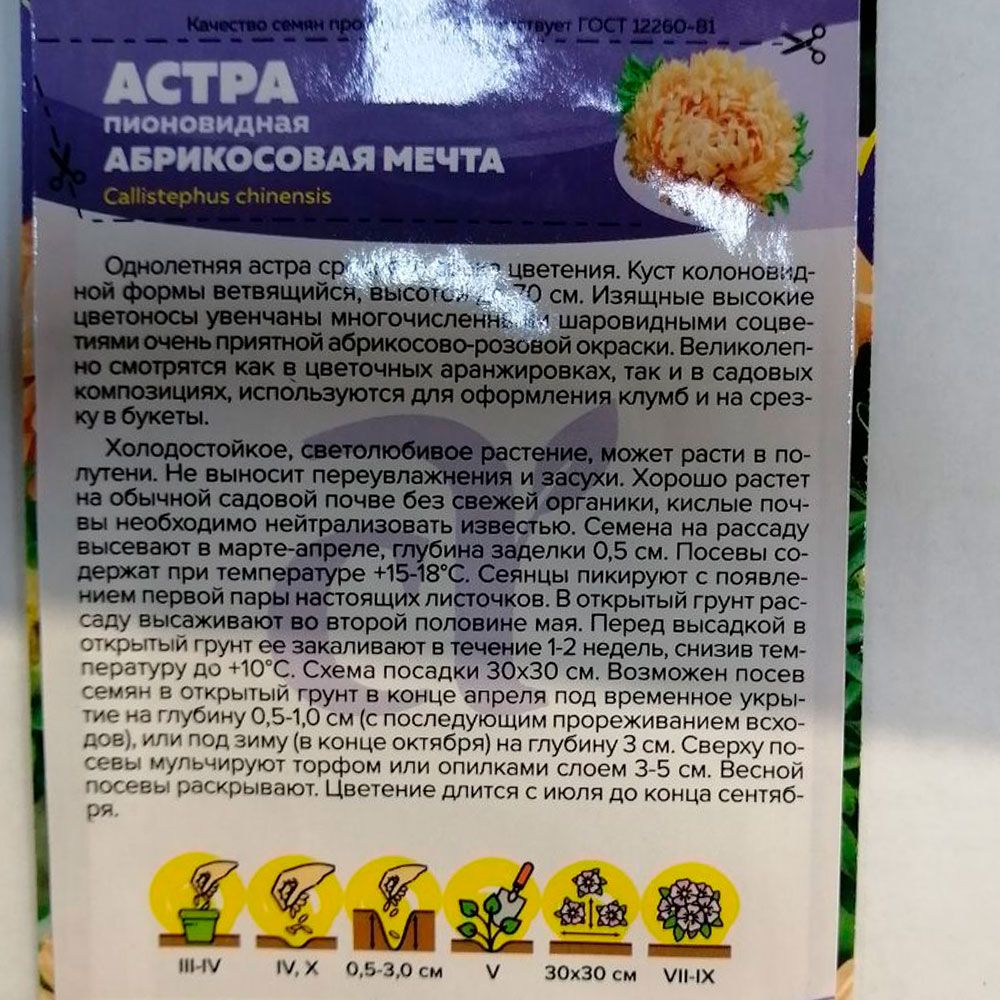 Качество семян ГОСТ 12260-81
АСТРА
ПИОНОВИДНАЯ
АБРИКОСОВАЯ МЕЧТА
Callistephus chinensis
Однолетняя астра цветения. Куст колоновид-
ной формы ветвящийся, высотой до 70 см. Изящные высокие
цветоносы увенчаны многочисленными шаровидными соцве-
тиями очень приятной абрикосово-розовой окраски. Великолеп-
но смотрятся как в цветочных аранжировках, так и в садовых
композициях, используются для оформления клумб и на срез-
ку в букеты.
Холодостойкое, светолюбивое растение, может расти в по-
лутени. Не выносит переувлажнения и засухи. Хорошо растет
на обычной садовой почве без свежей органики, кислые поч-
вы необходимо нейтрализовать известью. Семена на рассаду
высевают в марте-апреле, глубина заделки 0,5 см. Посевы со-
держат при температуре +15-18°С. Сеянцы пикируют с появле-
нием первой пары настоящих листочков. В открытый грунт рас-
саду высаживают во второй половине мая. Перед высадкой в
открытый грунт ее закаливают в течение 1-2 недель, снизив тем-
пературу до +10°С. Схема посадки 30х30 см. Возможен посев
семян в открытый грунт в конце апреля под временное укры-
тие на глубину 0,5-1,0 см (с последующим прореживанием всхо-
дов), или под зиму (в конце октября) на глубину 3 см. Сверху по-
севы мульчируют торфом или опилками слоем 3-5 см. Весной
посевы раскрывают. Цветение длится с июля до конца сентяб-
ря.
III-IV IV, X 0,5-3,0 см V 30х30 см VII-IX